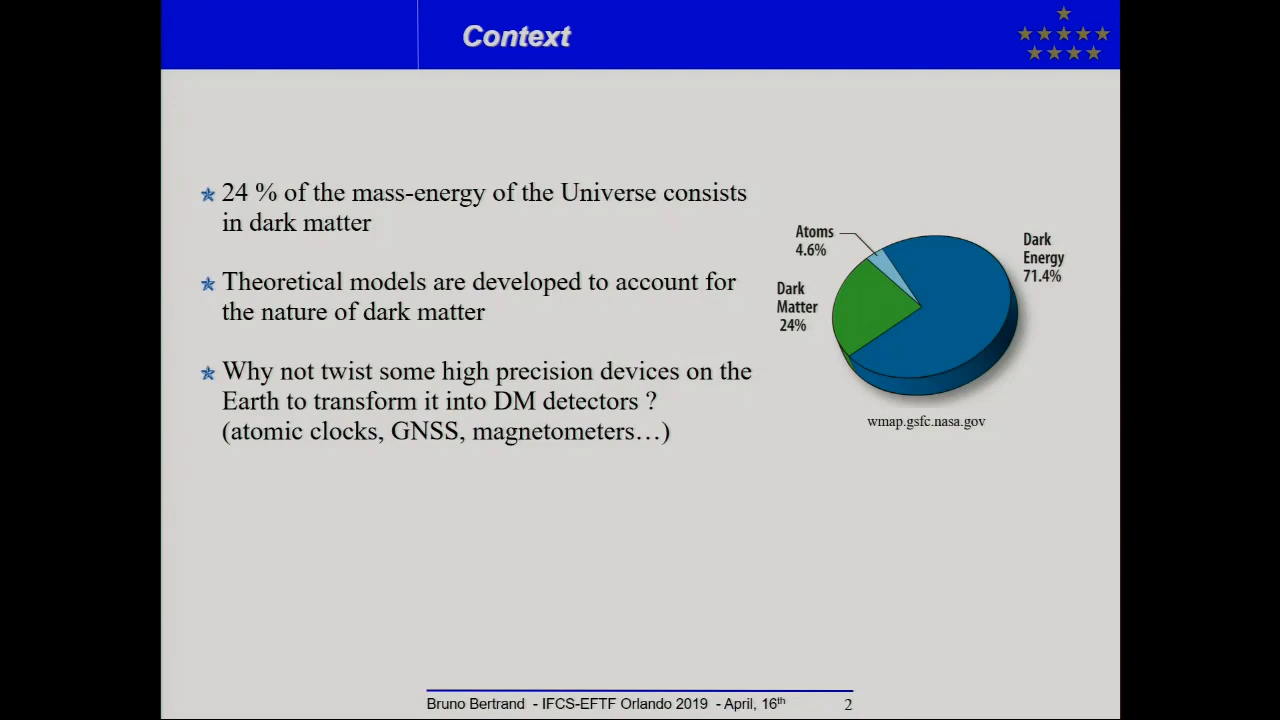 Context
24 % of the mass-energy of the Universe consists
in dark matter
Theoretical models are developed to account for
the nature of dark matter
Why not twist some high precision devices on the
Earth to transform it into DM detectors ?
(atomic clocks, GNSS, magnetometers…)
Atoms
4.6%
Dark
Energy
71.4%
Dark
Matter
24%
wmap.gsfc.nasa.gov
Bruno Bertrand - IFCS-EFTF Orlando 2019 - April, 16th 2